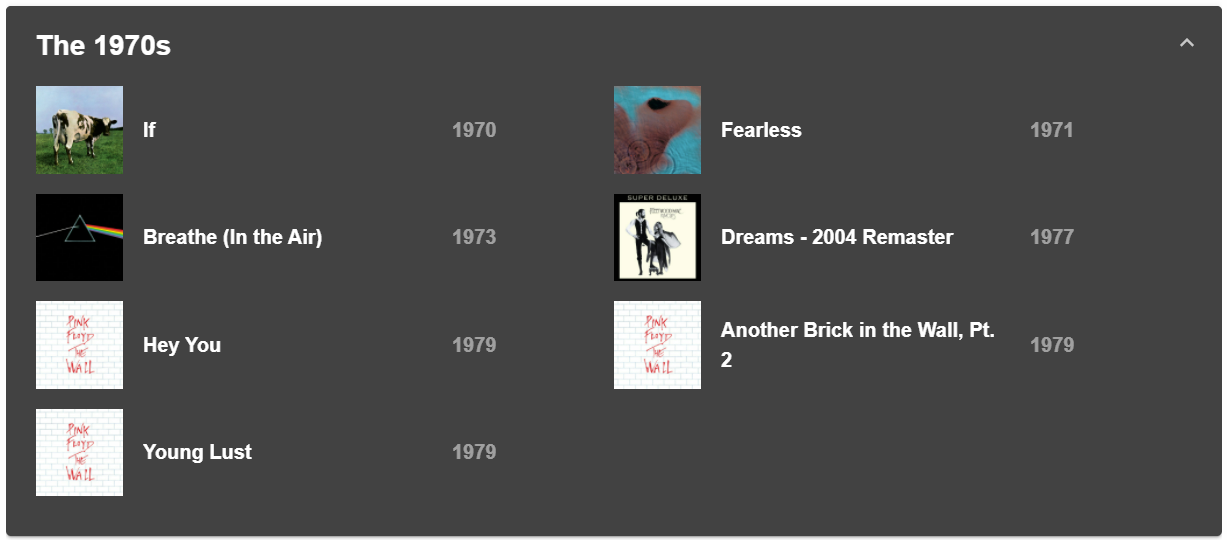 The 1970s
If
1970
Fearless
1971
Breathe (In the Air)
1973
SUPER DELUXE
FLEETWOOD MAC
Dreams - 2004 Remaster
1977
PINK
FLOYD
THE
WALL
Hey You
1979
PINK
FLOYD
THE
WALL
Another Brick in the Wall, Pt.
2
1979
PINK
FLOYD
THE
WALL
Young Lust
1979